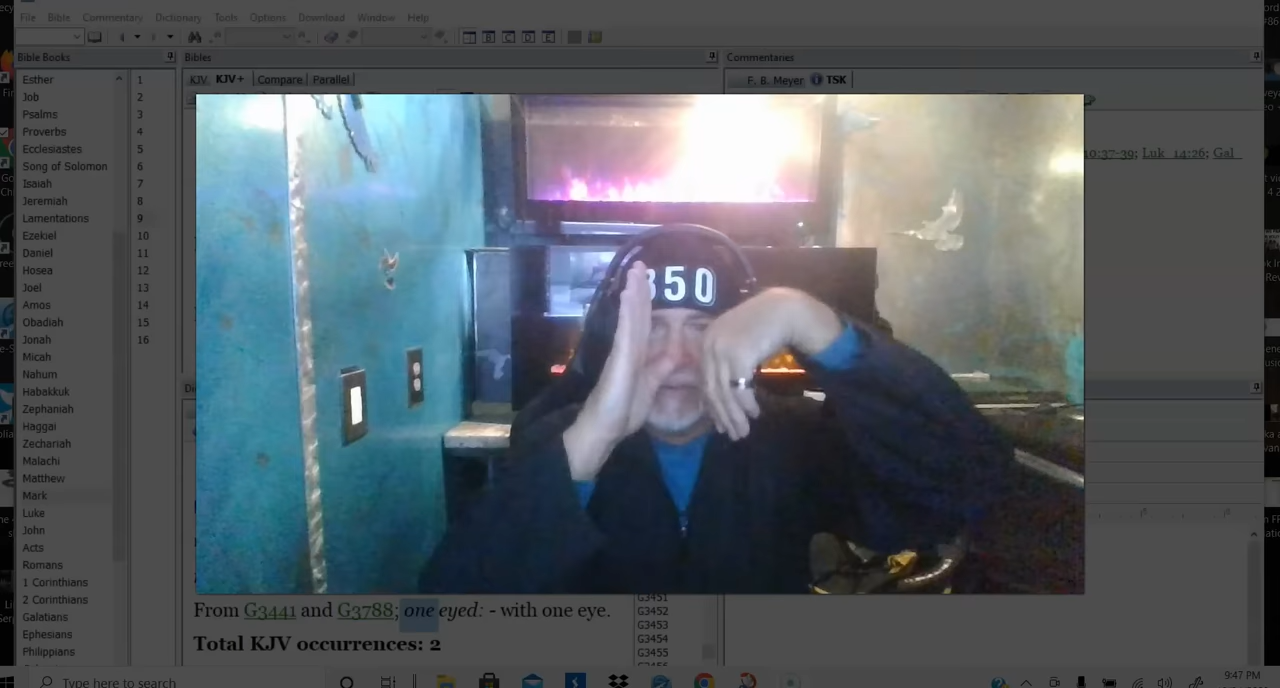 File Bible Commentary Dictionary Tools Options Download Window Help
Bible Books
Bibles
Commentaries
KJV KJV+ Compare Parallel
F. B. Meyer TSK
10:37-39; Luk_14:26; Gal_
Esther
Job
Psalms
Proverbs
Ecclesiastes
Song of Solomon
Isaiah
Jeremiah
Lamentations
Ezekiel
Daniel
Hosea
Joel
Amos
Obadiah
Jonah
Micah
Nahum
Habakkuk
Zephaniah
Haggai
Zechariah
Malachi
Matthew
Mark
Luke
John
Acts
Romans
1 Corinthians
2 Corinthians
Galatians
Ephesians
Philippians
1
2
3
4
5
6
7
8
9
10
11
12
13
14
15
16
850
From G3441 and G3788; one eyed: - with one eye.
Total KJV occurrences: 2
G3451
G3452
G3453
G3454
G3455
Type here to search
9:47 PM